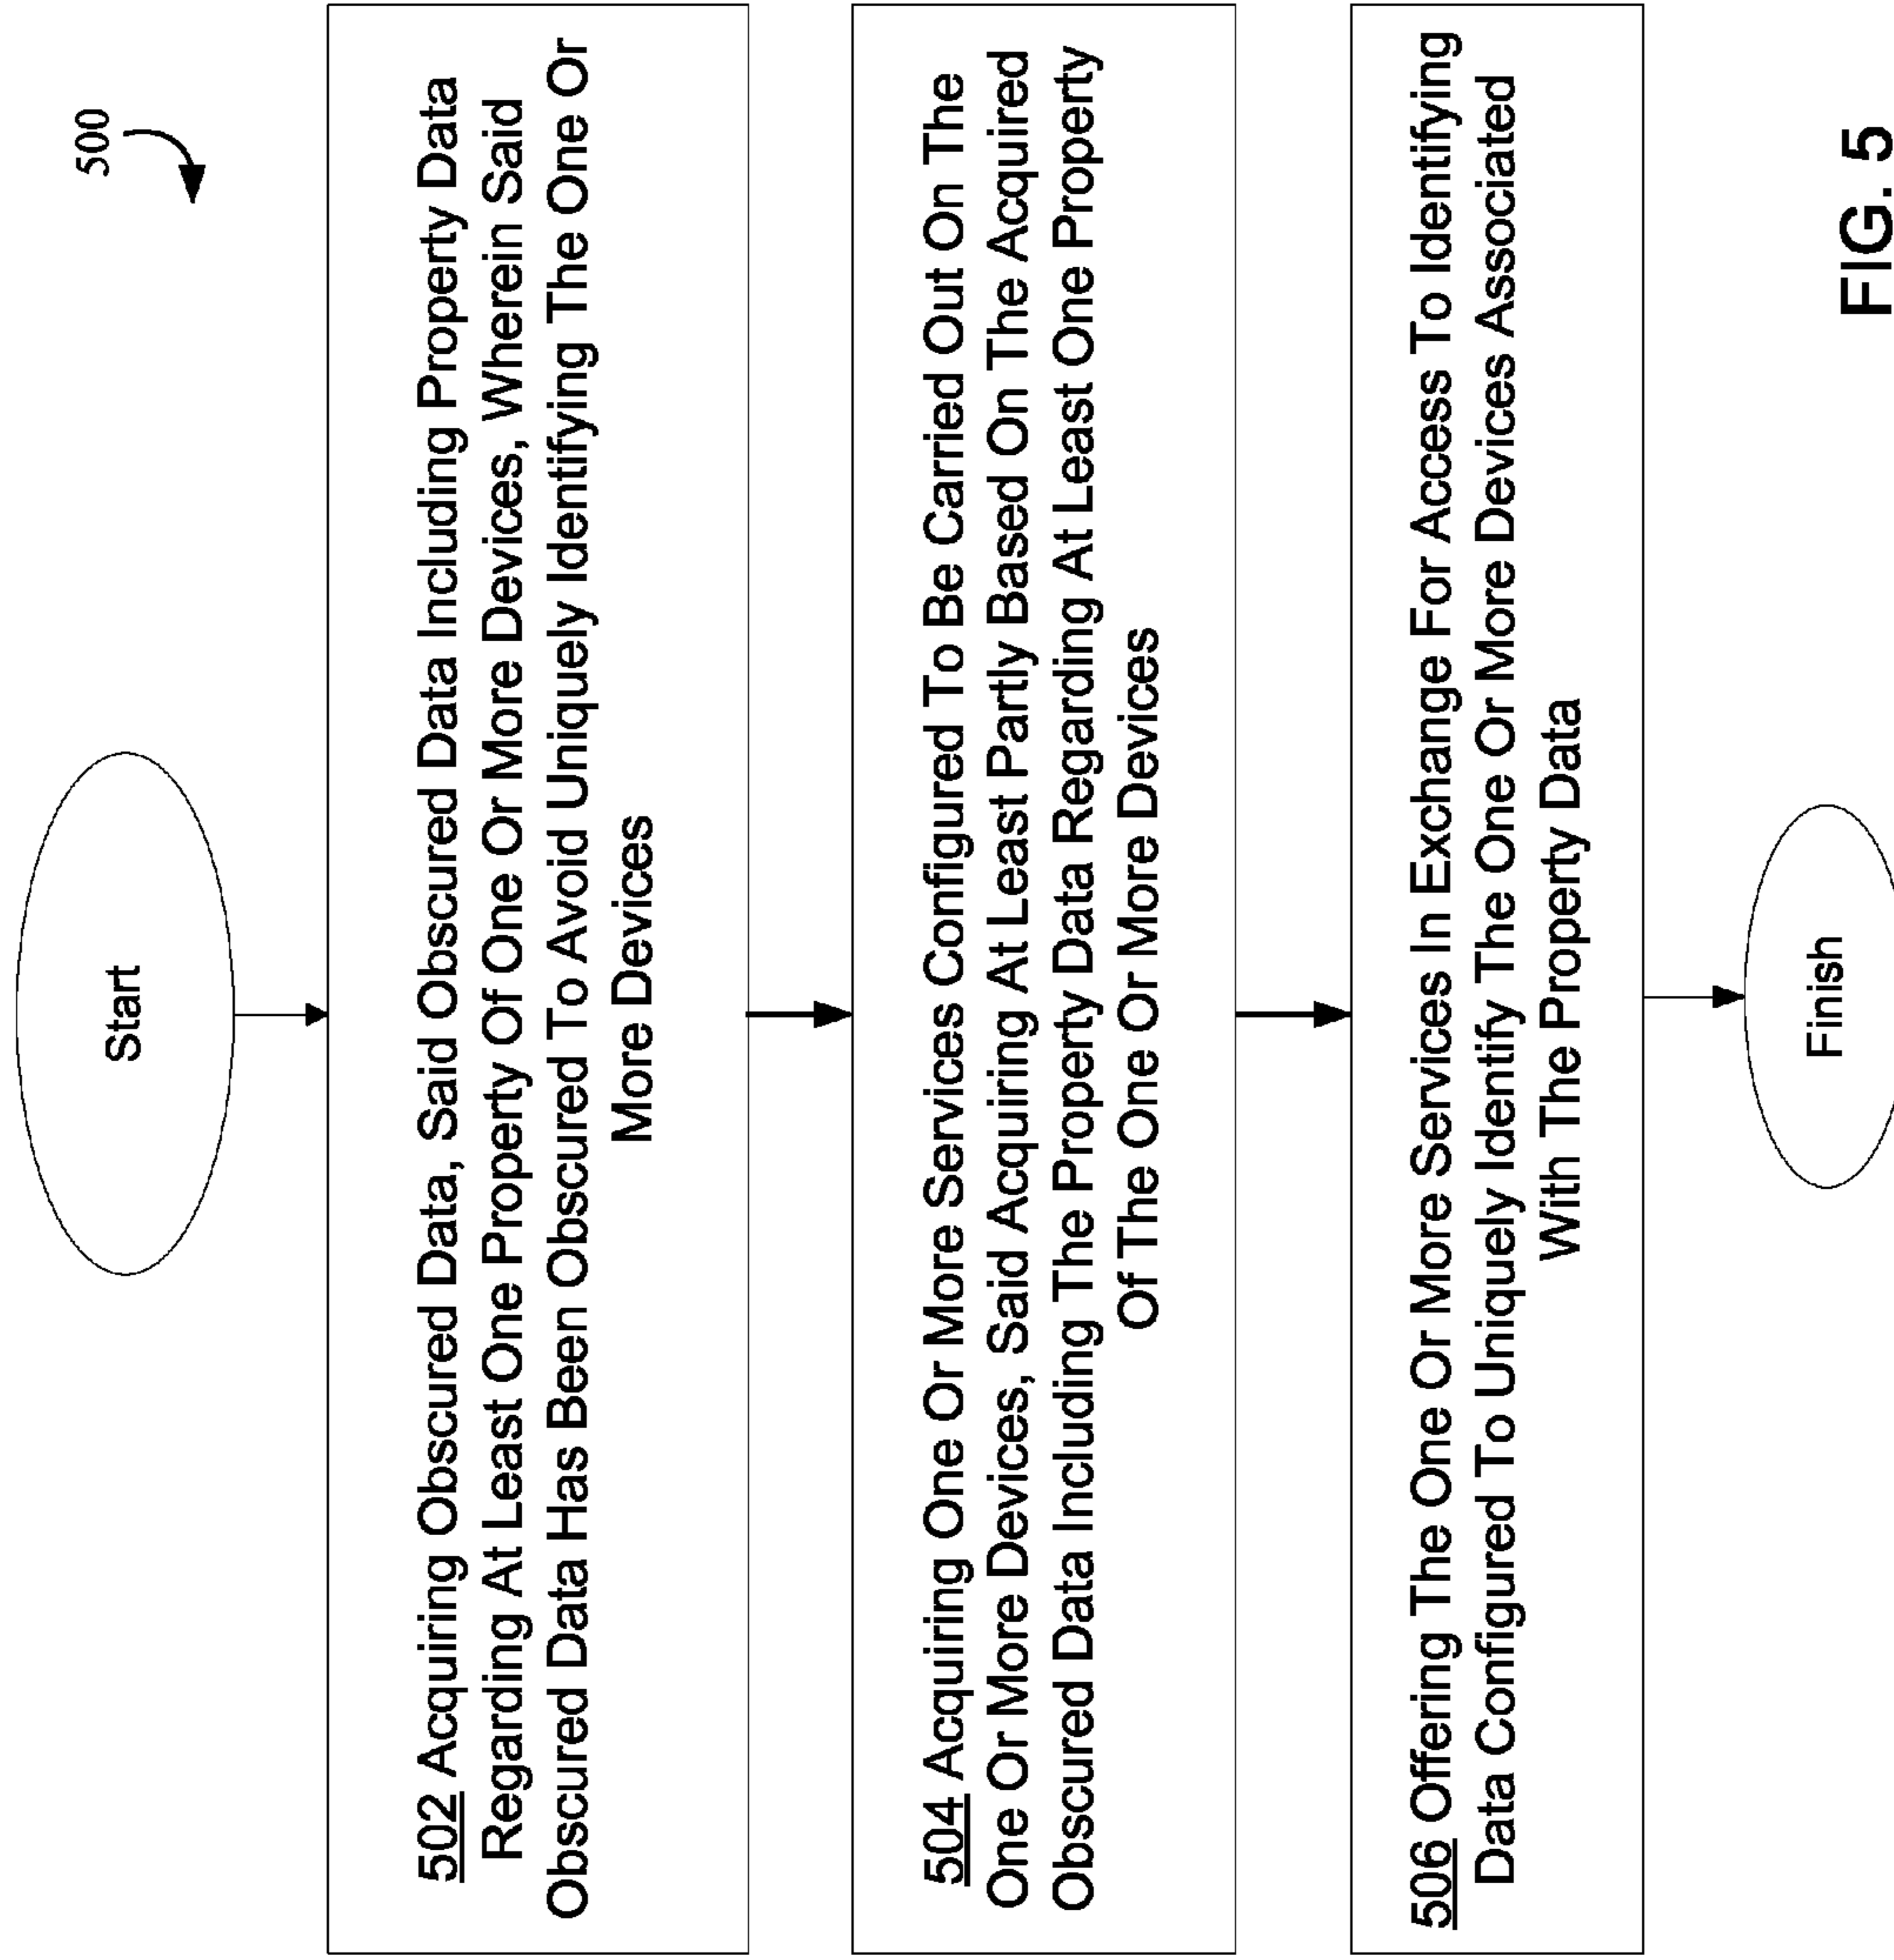 500
Start
502 Acquiring Obscured Data, Said Obscured Data Including Property Data
Regarding At Least One Property Of One Or More Devices, Wherein Said
Obscured Data Has Been Obscured To Avoid Uniquely Identifying The One Or
More Devices
504 Acquiring One Or More Services Configured To Be Carried Out On The
One Or More Devices, Said Acquiring At Least Partly Based On The Acquired
Obscured Data Including The Property Data Regarding At Least One Property
Of The One Or More Devices
506 Offering The One Or More Services In Exchange For Access To Identifying
Data Configured To Uniquely Identify The One Or More Devices Associated
With The Property Data
Finish
FIG. 5